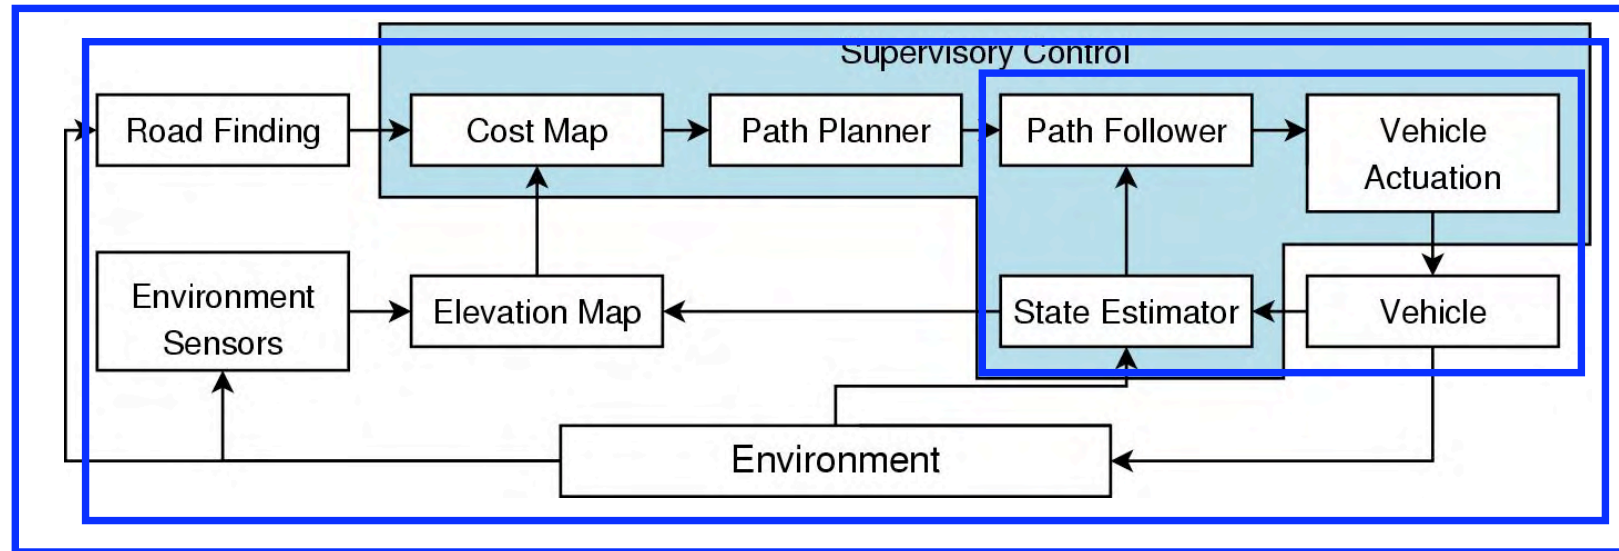 Supervisory Control
Road Finding
Cost Map
Path Planner
Path Follower
Vehicle
Actuation
Environment
Sensors
Elevation Map
State Estimator
Vehicle
Environment